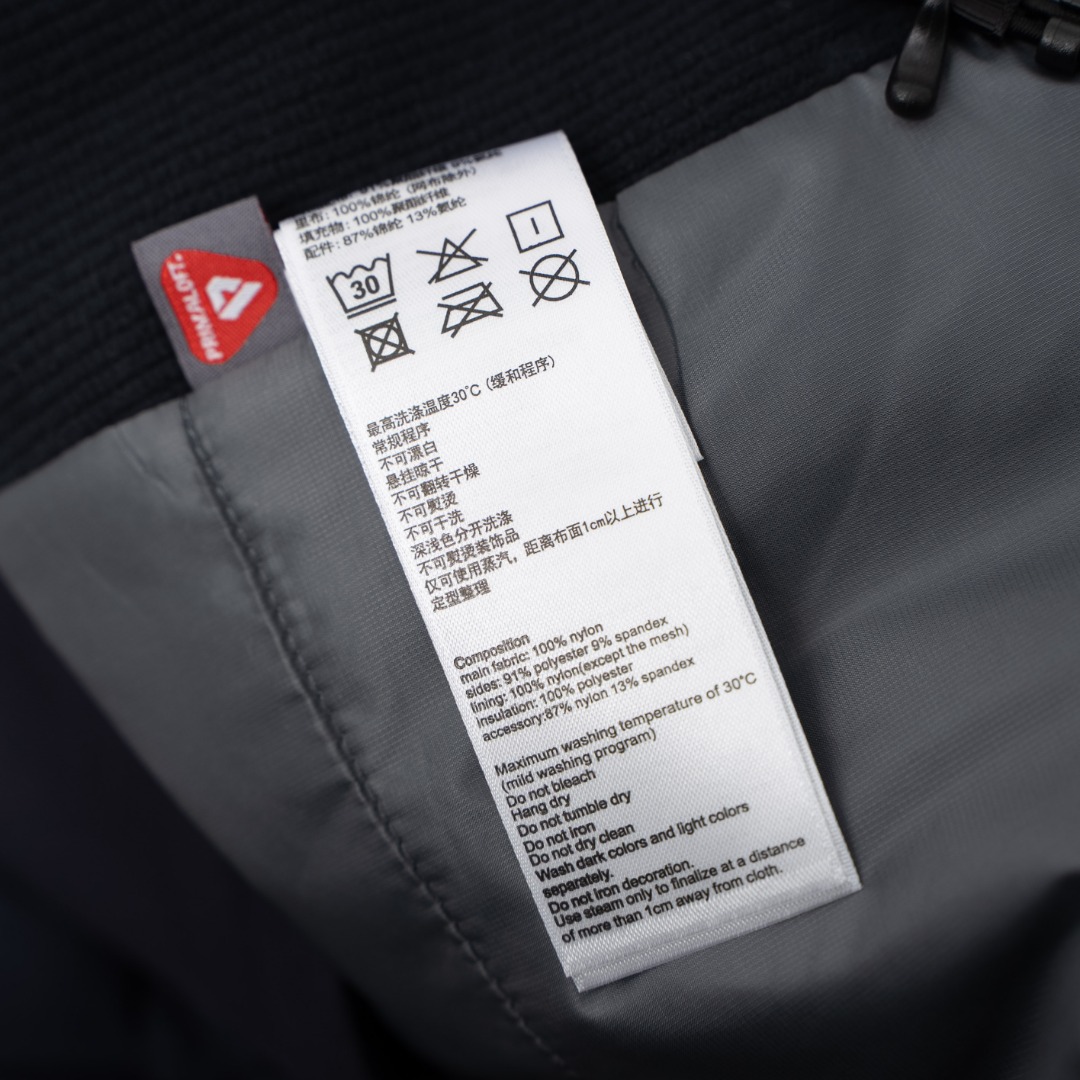 PRIMALOFT
里布: 100%锦纶 (网布除外)
填充物: 100%聚酯纤维
配件: 87%锦纶 13%氨纶
30
最高洗涤温度30°C (缓和程序)
常规程序
不可漂白
悬挂晾干
不可翻转干燥
不可熨烫
不可干洗
深浅色分开洗涤
不可熨烫装饰品
仅可使用蒸汽，距离布面1cm以上进行
定型整理
Composition
main fabric: 100% nylon
sides: 91% polyester 9% spandex
lining: 100% nylon(except the mesh)
insulation: 100% polyester
accessory:87% nylon 13% spandex
Maximum washing temperature of 30°C
(mild washing program)
Do not bleach
Hang dry
Do not tumble dry
Do not iron
Do not dry clean
Wash dark colors and light colors
separately.
Do not iron decoration.
Use steam only to finalize at a distance
of more than 1cm away from cloth.